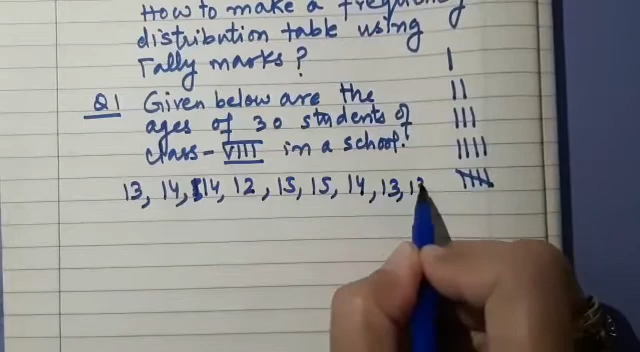 How to make a frequency
distribution table using
Tally marks?
|
Q1 Given below are the
||
ages of 30 students of
|||
class-VIII in a school.
||||
13, 14, 14, 12, 15, 15, 14, 13,